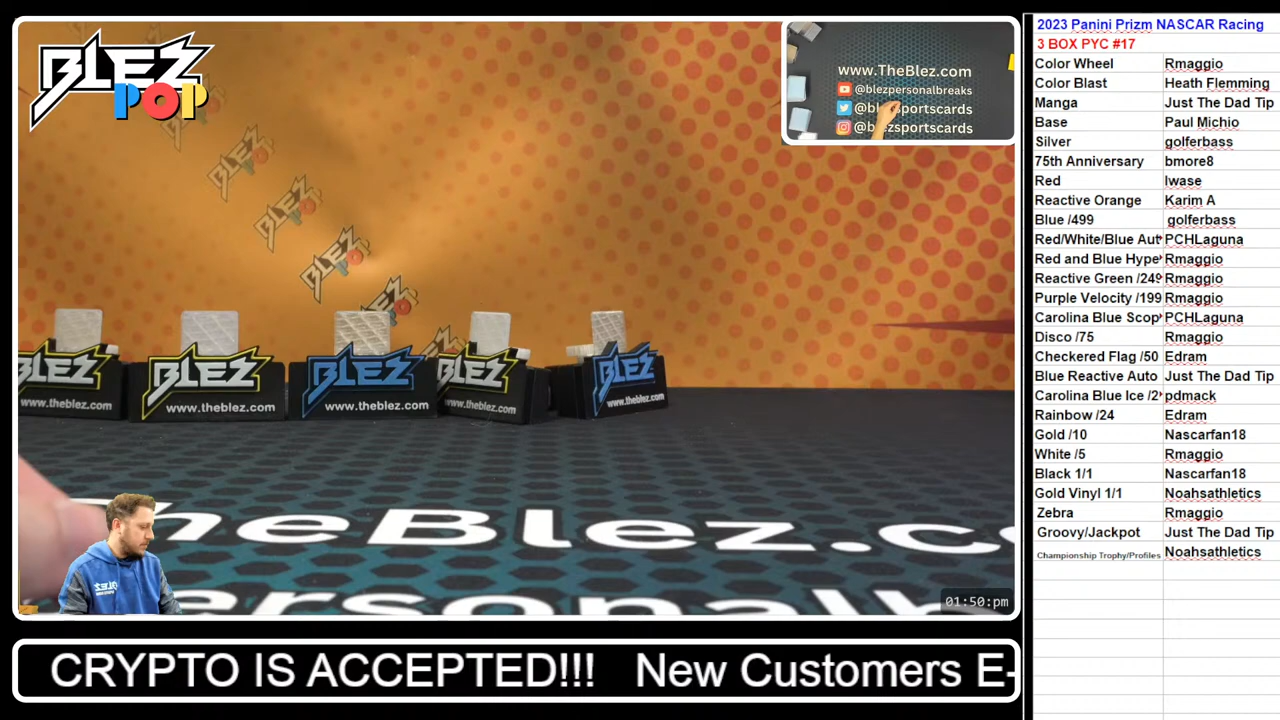 BLEZ
POP
www.TheBlez.com
@blezpersonalbreaks
@blezsportscards
@blezsportscards
BLEZ
BLEZ
BLEZ
BLEZ
BLEZ
www.theblez.com
www.theblez.com
www.theblez.com
www.theblez.com
www.theblez.com
TheBlez.co
ersonalb
BLEZ
01:50:pm
CRYPTO IS ACCEPTED!!! New Customers E-
2023 Panini Prizm NASCAR Racing
3 BOX PYC #17
Color Wheel Rmaggio
Color Blast Heath Flemming
Manga Just The Dad Tip
Base Paul Michio
Silver golferbass
75th Anniversary bmore8
Red Iwase
Reactive Orange Karim A
Blue /499 golferbass
Red/White/Blue Aut PCHLaguna
Red and Blue Hype Rmaggio
Reactive Green /249 Rmaggio
Purple Velocity /199 Rmaggio
Carolina Blue Scop PCHLaguna
Disco /75 Rmaggio
Checkered Flag /50 Edram
Blue Reactive Auto Just The Dad Tip
Carolina Blue Ice /2 pdmack
Rainbow /24 Edram
Gold /10 Nascarfan18
White /5 Rmaggio
Black 1/1 Nascarfan18
Gold Vinyl 1/1 Noahsathletics
Zebra Rmaggio
Groovy/Jackpot Just The Dad Tip
Championship Trophy/Profiles Noahsathletics